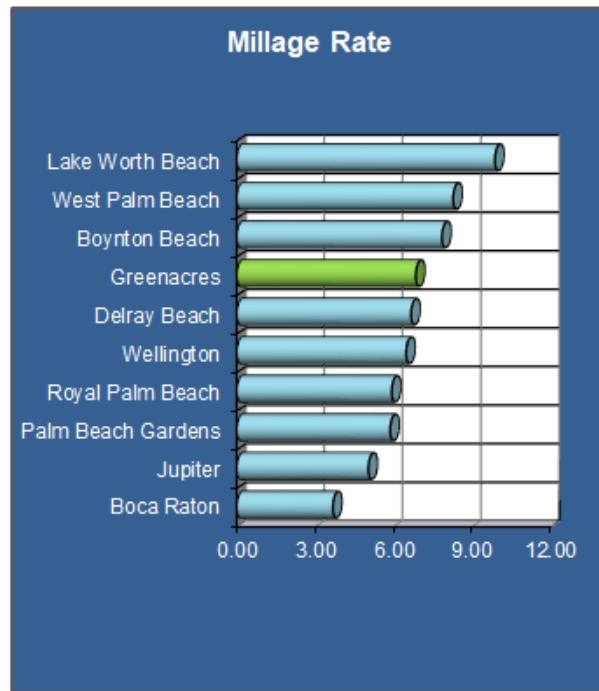 Millage Rate
Lake Worth Beach
West Palm Beach
Boynton Beach
Greenacres
Delray Beach
Wellington
Royal Palm Beach
Palm Beach Gardens
Jupiter
Boca Raton
0.00 3.00 6.00 9.00 12.00